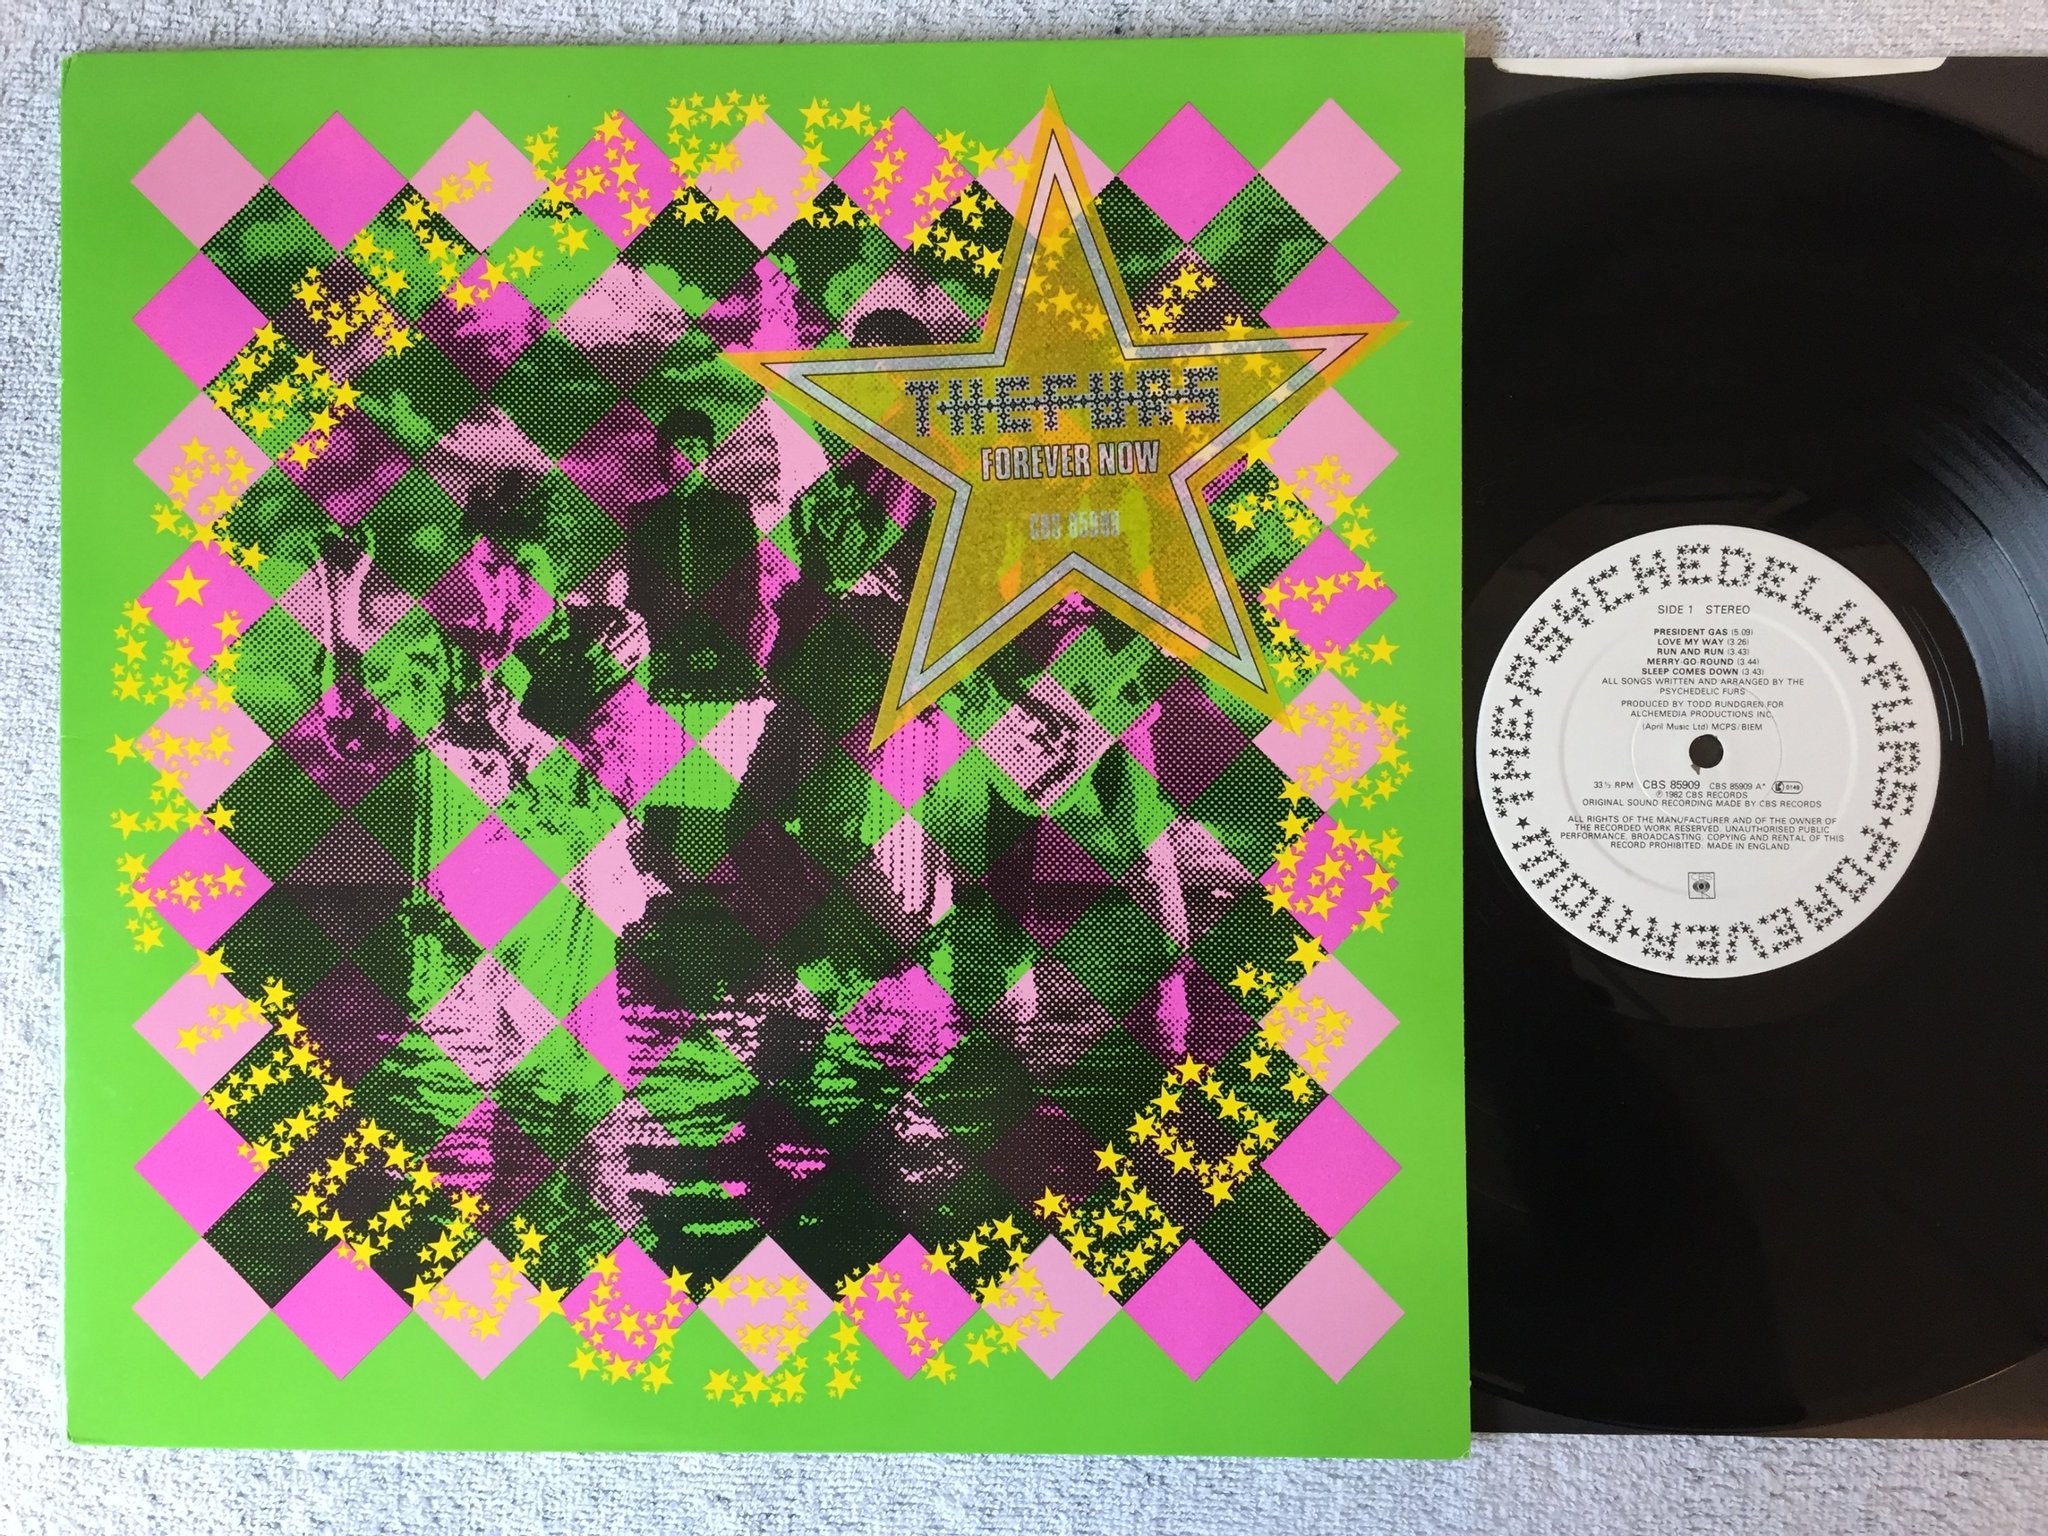 THE FURS
FOREVER NOW
CBS 85909
THE★PSYCHEDELIC★FURS★FOREVER★NOW★
SIDE 1 STEREO
PRESIDENT GAS (5.09)
LOVE MY WAY (3.26)
RUN AND RUN (3.43)
MERRY-GO-ROUND (3.44)
SLEEP COMES DOWN (3.43)
ALL SONGS WRITTEN AND ARRANGED BY THE
PSYCHEDELIC FURS
PRODUCED BY TODD RUNDGREN FOR
ALCHEMEDIA PRODUCTIONS INC.
(April Music Ltd) MCPS/BIEM
33⅓ RPM CBS 85909 CBS 85909 A* LC 0149
℗ 1982 CBS RECORDS
ORIGINAL SOUND RECORDING MADE BY CBS RECORDS
ALL RIGHTS OF THE MANUFACTURER AND OF THE OWNER OF
THE RECORDED WORK RESERVED. UNAUTHORISED PUBLIC
PERFORMANCE, BROADCASTING, COPYING AND RENTAL OF THIS
RECORD PROHIBITED. MADE IN ENGLAND
CBS